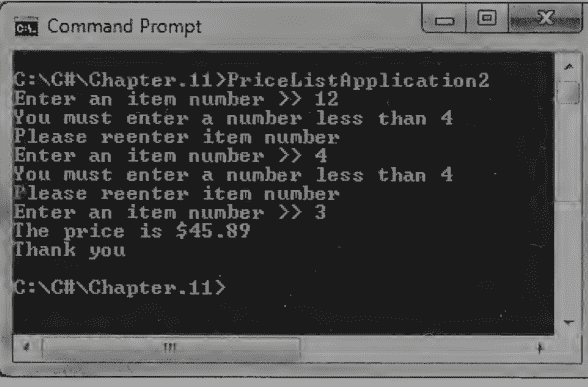 Command Prompt
C:\C#\Chapter.11>PriceListApplication2
Enter an item number >> 12
You must enter a number less than 4
Please reenter item number
Enter an item number >> 4
You must enter a number less than 4
Please reenter item number
Enter an item number >> 3
The price is $45.89
Thank you
C:\C#\Chapter.11>